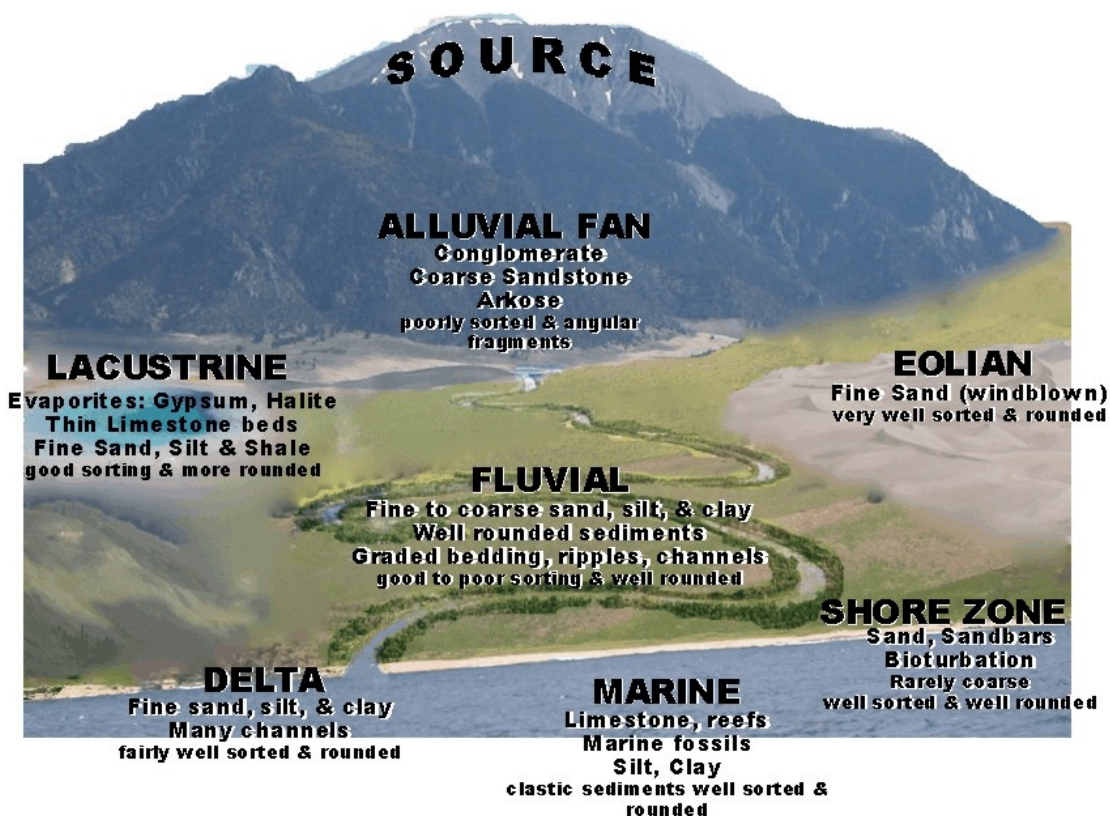 SOURCE
ALLUVIAL FAN
Conglomerate
Coarse Sandstone
Arkose
poorly sorted & angular
fragments
LACUSTRINE
Evaporites: Gypsum, Halite
Thin Limestone beds
Fine Sand, Silt & Shale
good sorting & more rounded
EOLIAN
Fine Sand (windblown)
very well sorted & rounded
FLUVIAL
Fine to coarse sand, silt, & clay
Well rounded sediments
Graded bedding, ripples, channels
good to poor sorting & well rounded
SHORE ZONE
Sand, Sandbars
Bioturbation
Rarely coarse
well sorted & well rounded
DELTA
Fine sand, silt, & clay
Many channels
fairly well sorted & rounded
MARINE
Limestone, reefs
Marine fossils
Silt, Clay
clastic sediments well sorted &
rounded